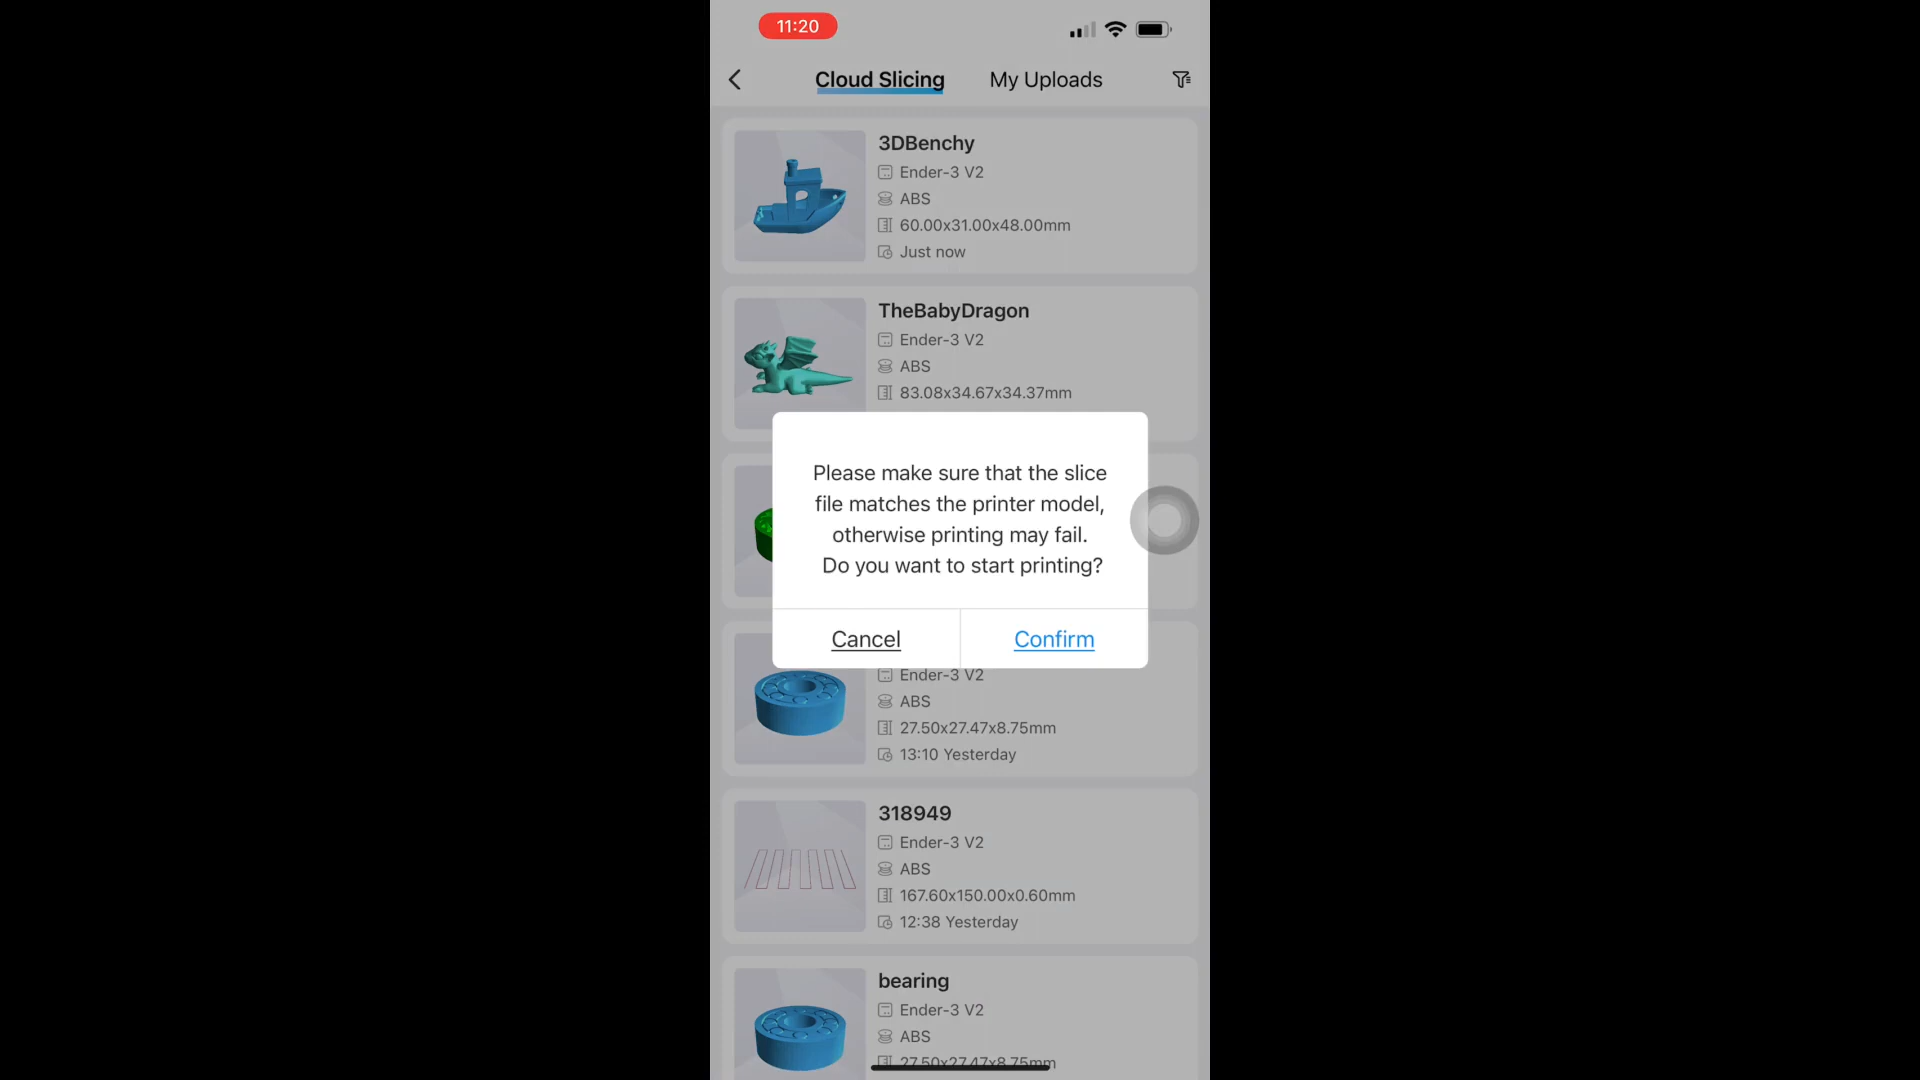 11:20
Cloud Slicing
My Uploads
3DBenchy
Ender-3 V2
ABS
60.00x31.00x48.00mm
Just now
TheBabyDragon
Ender-3 V2
ABS
83.08x34.67x34.37mm
Please make sure that the slice
file matches the printer model,
otherwise printing may fail.
Do you want to start printing?
Cancel
Confirm
Ender-3 V2
ABS
27.50x27.47x8.75mm
13:10 Yesterday
318949
Ender-3 V2
ABS
167.60x150.00x0.60mm
12:38 Yesterday
bearing
Ender-3 V2
ABS
27.50x27.47x8.75mm